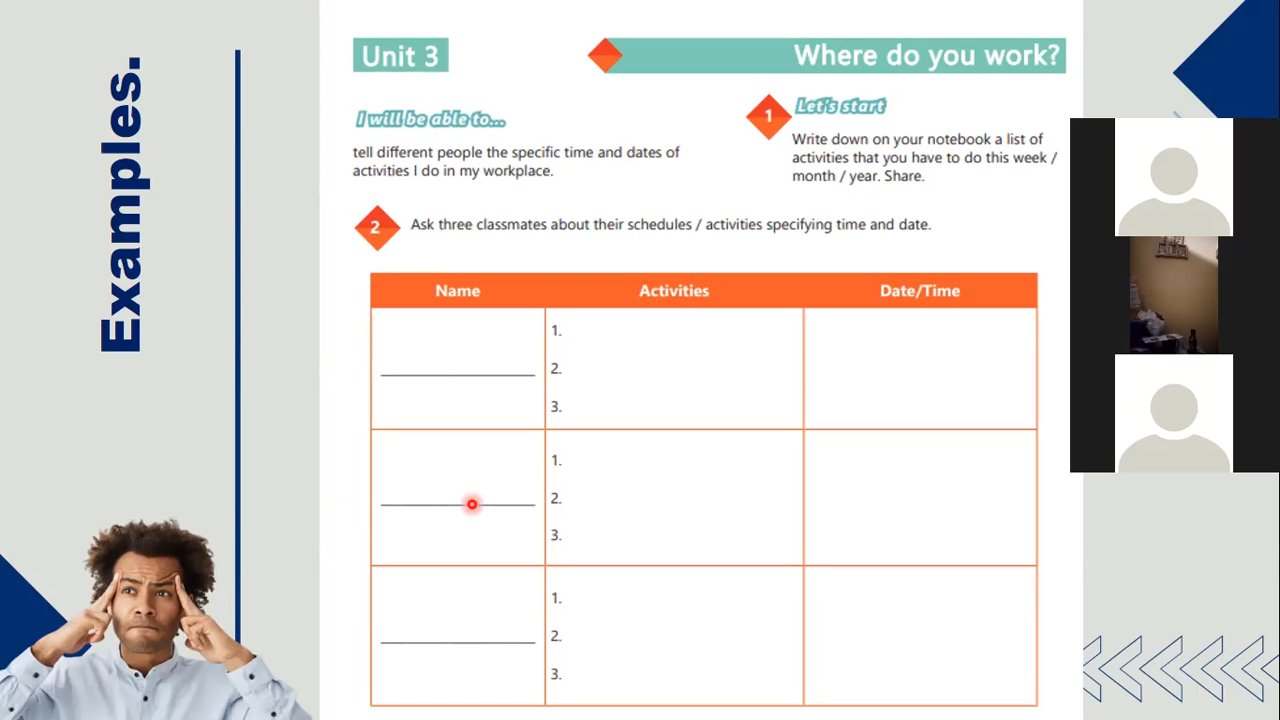 Examples.
Unit 3
Where do you work?
I will be able to...
tell different people the specific time and dates of
activities I do in my workplace.
1
Let's start
Write down on your notebook a list of
activities that you have to do this week /
month / year. Share.
2
Ask three classmates about their schedules / activities specifying time and date.
Name Activities Date/Time
1.
2.
3.
1.
2.
3.
1.
2.
3.